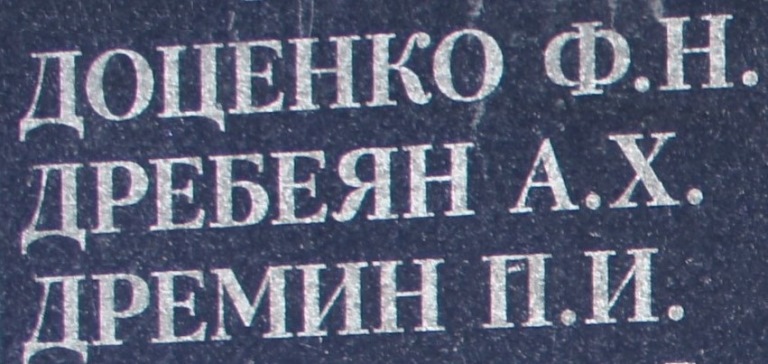 ДОЦЕНКО Ф.Н.
ДРЕБЕЯН А.Х.
ДРЕМИН П.И.